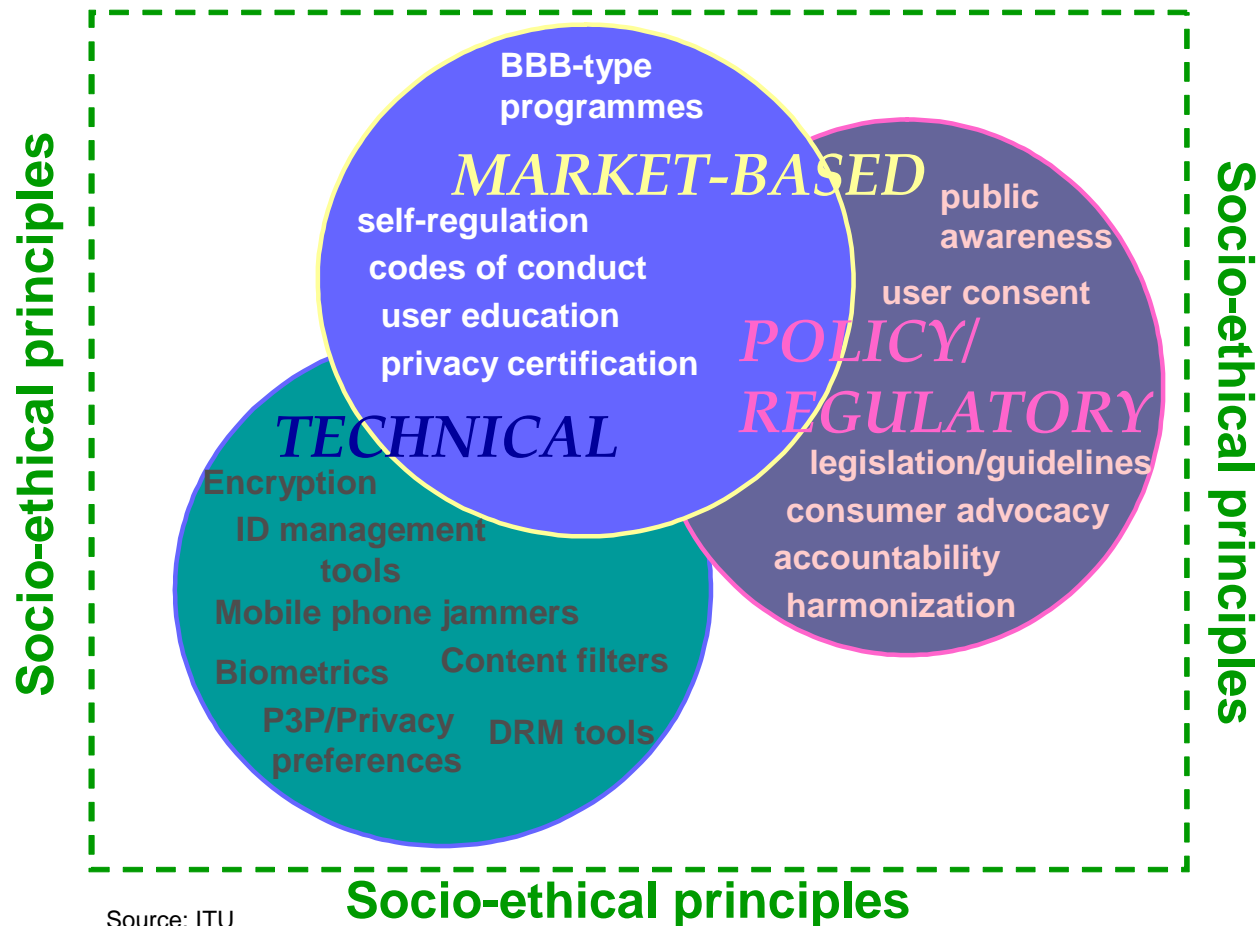 BBB-type
programmes
MARKET-BASED
self-regulation
codes of conduct
user education
privacy certification
public
awareness
user consent
POLICY/
REGULATORY
legislation/guidelines
consumer advocacy
accountability
harmonization
TECHNICAL
Encryption
ID management
tools
Mobile phone jammers
Biometrics
Content filters
P3P/Privacy
preferences
DRM tools
Socio-ethical principles
Socio-ethical principles
Socio-ethical principles
Source: ITU